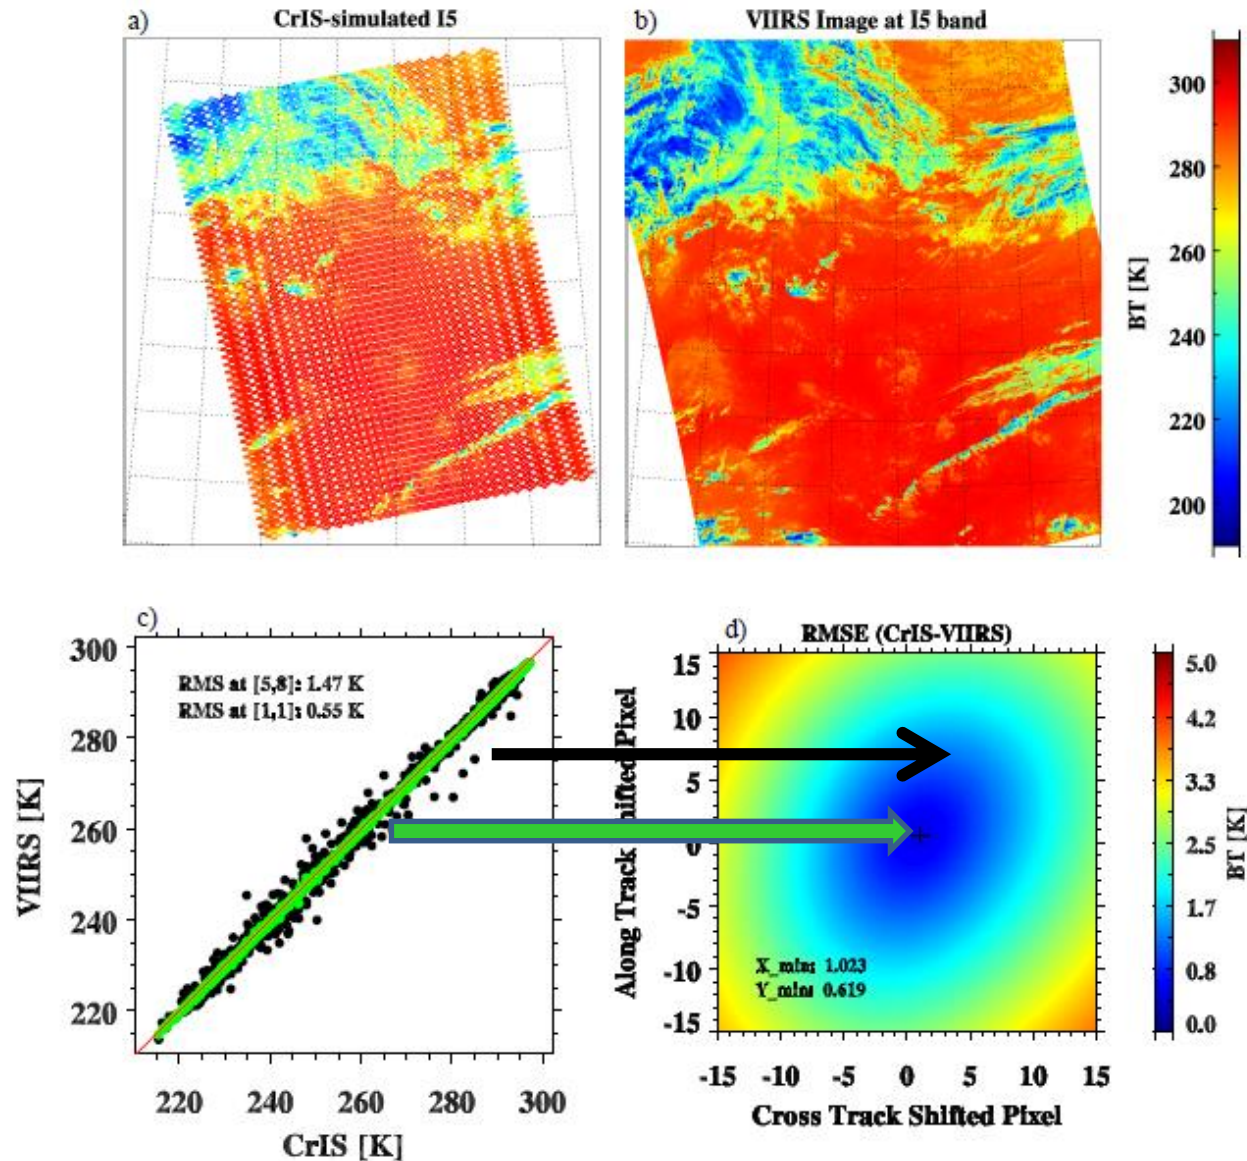 a)
CrIS-simulated I5
b)
VIIRS Image at I5 band
300
280
260
240
220
200
BT [K]
c)
RMS at [5,8]: 1.47 K
RMS at [1,1]: 0.55 K
300
280
260
240
220
VIIRS [K]
220 240 260 280 300
CrIS [K]
d)
RMSE (CrIS-VIIRS)
15
10
5
0
-5
-10
-15
Along Track Shifted Pixel
X_min: 1.023
Y_min: 0.619
-15 -10 -5 0 5 10 15
Cross Track Shifted Pixel
5.0
4.2
3.3
2.5
1.7
0.8
0.0
BT [K]